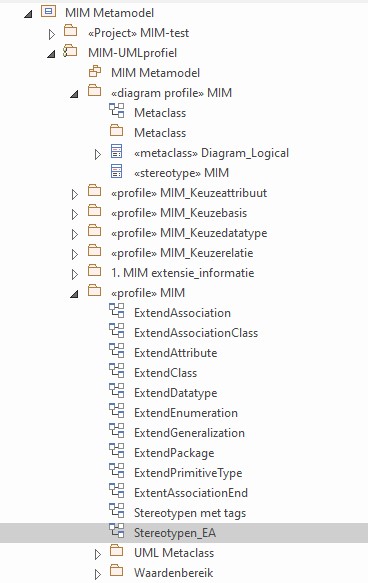 MIM Metamodel
«Project» MIM-test
MIM-UMLprofiel
MIM Metamodel
«diagram profile» MIM
Metaclass
Metaclass
«metaclass» Diagram_Logical
«stereotype» MIM
«profile» MIM_Keuzeattribuut
«profile» MIM_Keuzebasis
«profile» MIM_Keuzedatatype
«profile» MIM_Keuzerelatie
1. MIM extensie_informatie
«profile» MIM
ExtendAssociation
ExtendAssociationClass
ExtendAttribute
ExtendClass
ExtendDatatype
ExtendEnumeration
ExtendGeneralization
ExtendPackage
ExtendPrimitiveType
ExtentAssociationEnd
Stereotypen met tags
Stereotypen_EA
UML Metaclass
Waardenbereik